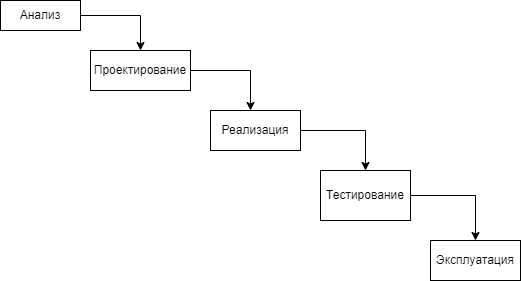 Анализ
Проектирование
Реализация
Тестирование
Эксплуатация